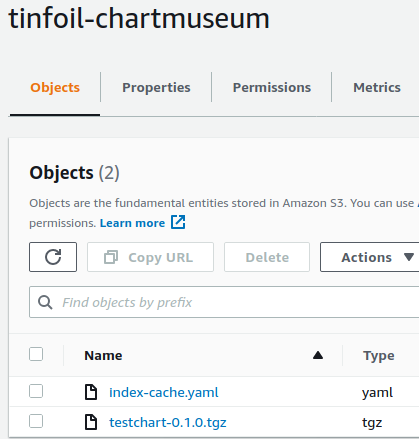 tinfoil-chartmuseum
Objects Properties Permissions Metrics
Objects (2)
Objects are the fundamental entities stored in Amazon S3. You can use
permissions. Learn more
Copy URL Delete Actions
Find objects by prefix
Name Type
index-cache.yaml yaml
testchart-0.1.0.tgz tgz